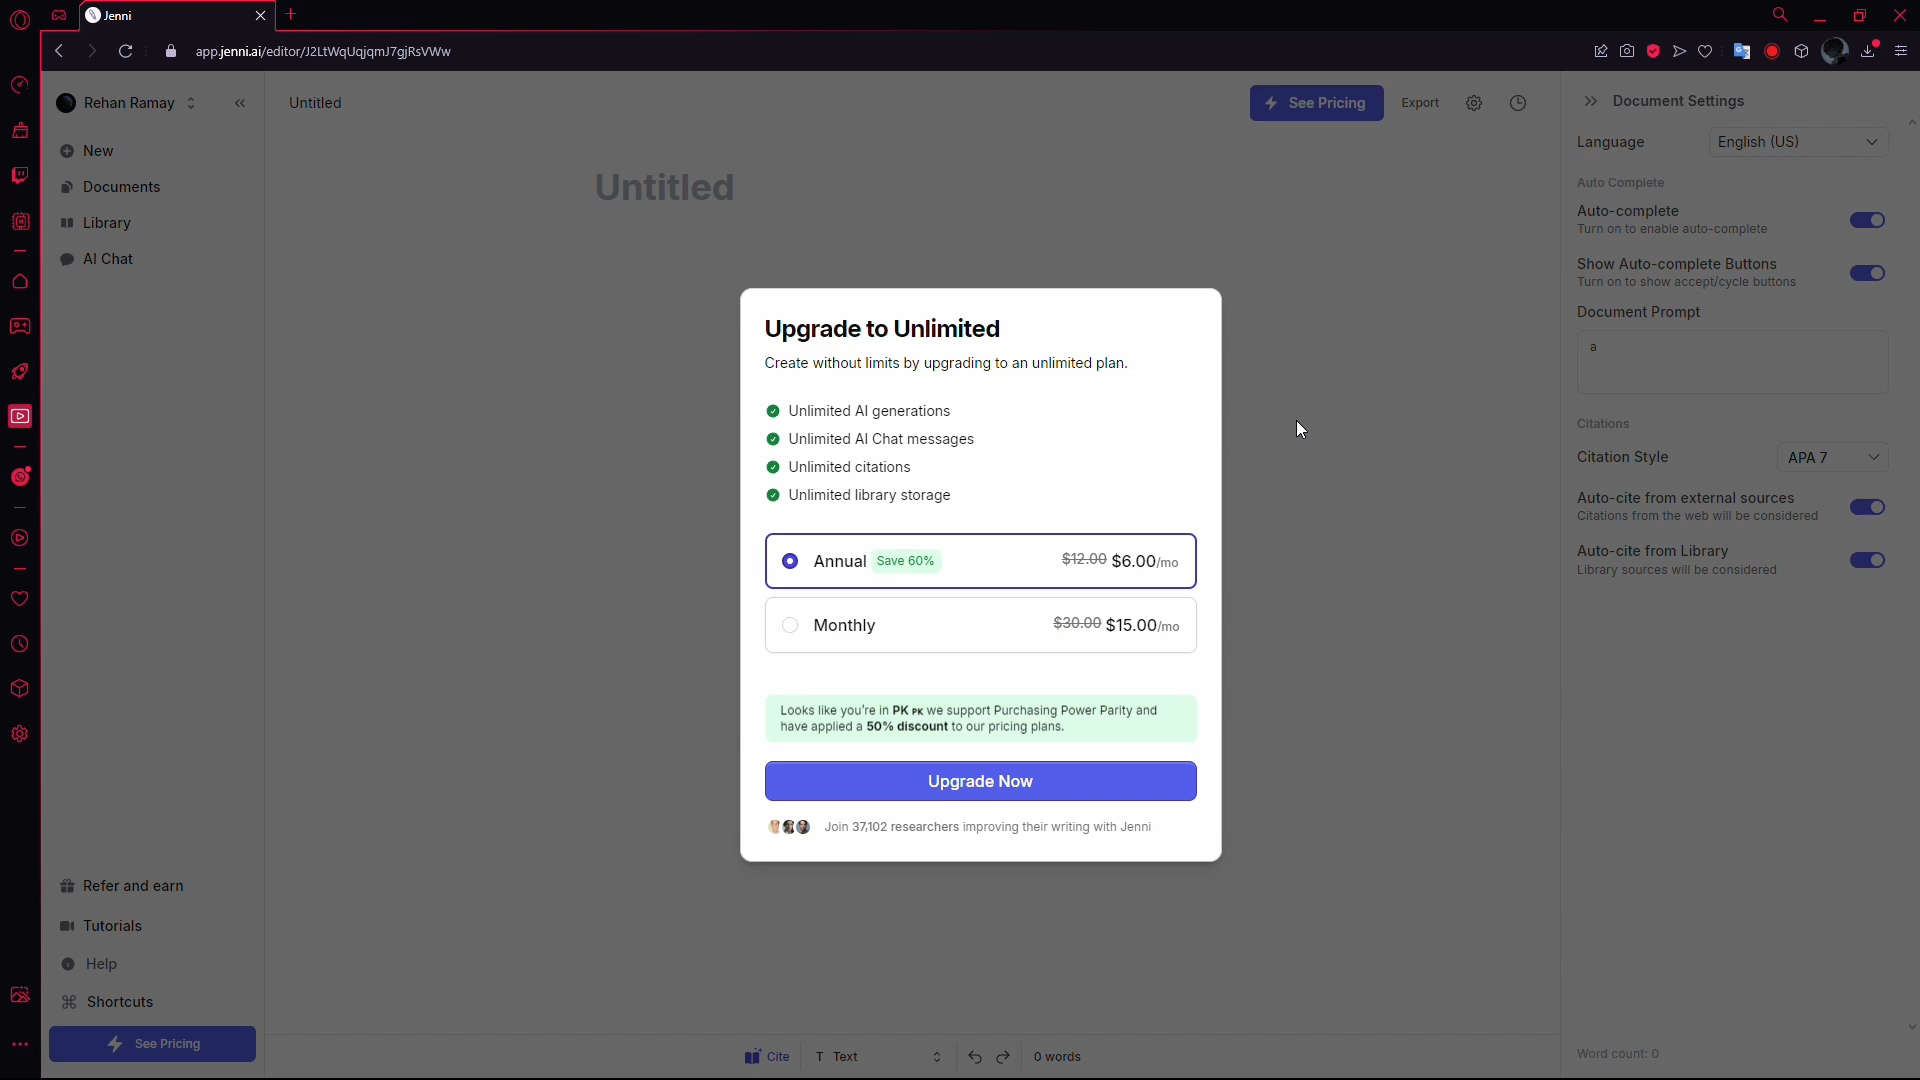 Jenni
app.jenni.ai/editor/J2LtWqUqjqmJ7gjRsVWw
Rehan Ramay
Untitled
See Pricing
Export
Document Settings
New
Documents
Library
AI Chat
Untitled
Language
English (US)
Auto Complete
Auto-complete
Turn on to enable auto-complete
Show Auto-complete Buttons
Turn on to show accept/cycle buttons
Document Prompt
a
Citations
Citation Style
APA 7
Auto-cite from external sources
Citations from the web will be considered
Auto-cite from Library
Library sources will be considered
Upgrade to Unlimited
Create without limits by upgrading to an unlimited plan.
Unlimited AI generations
Unlimited AI Chat messages
Unlimited citations
Unlimited library storage
Annual Save 60% $12.00 $6.00/mo
Monthly $30.00 $15.00/mo
Looks like you're in PK PK we support Purchasing Power Parity and
have applied a 50% discount to our pricing plans.
Upgrade Now
Join 37,102 researchers improving their writing with Jenni
Refer and earn
Tutorials
Help
Shortcuts
See Pricing
Cite
T Text
0 words
Word count: 0